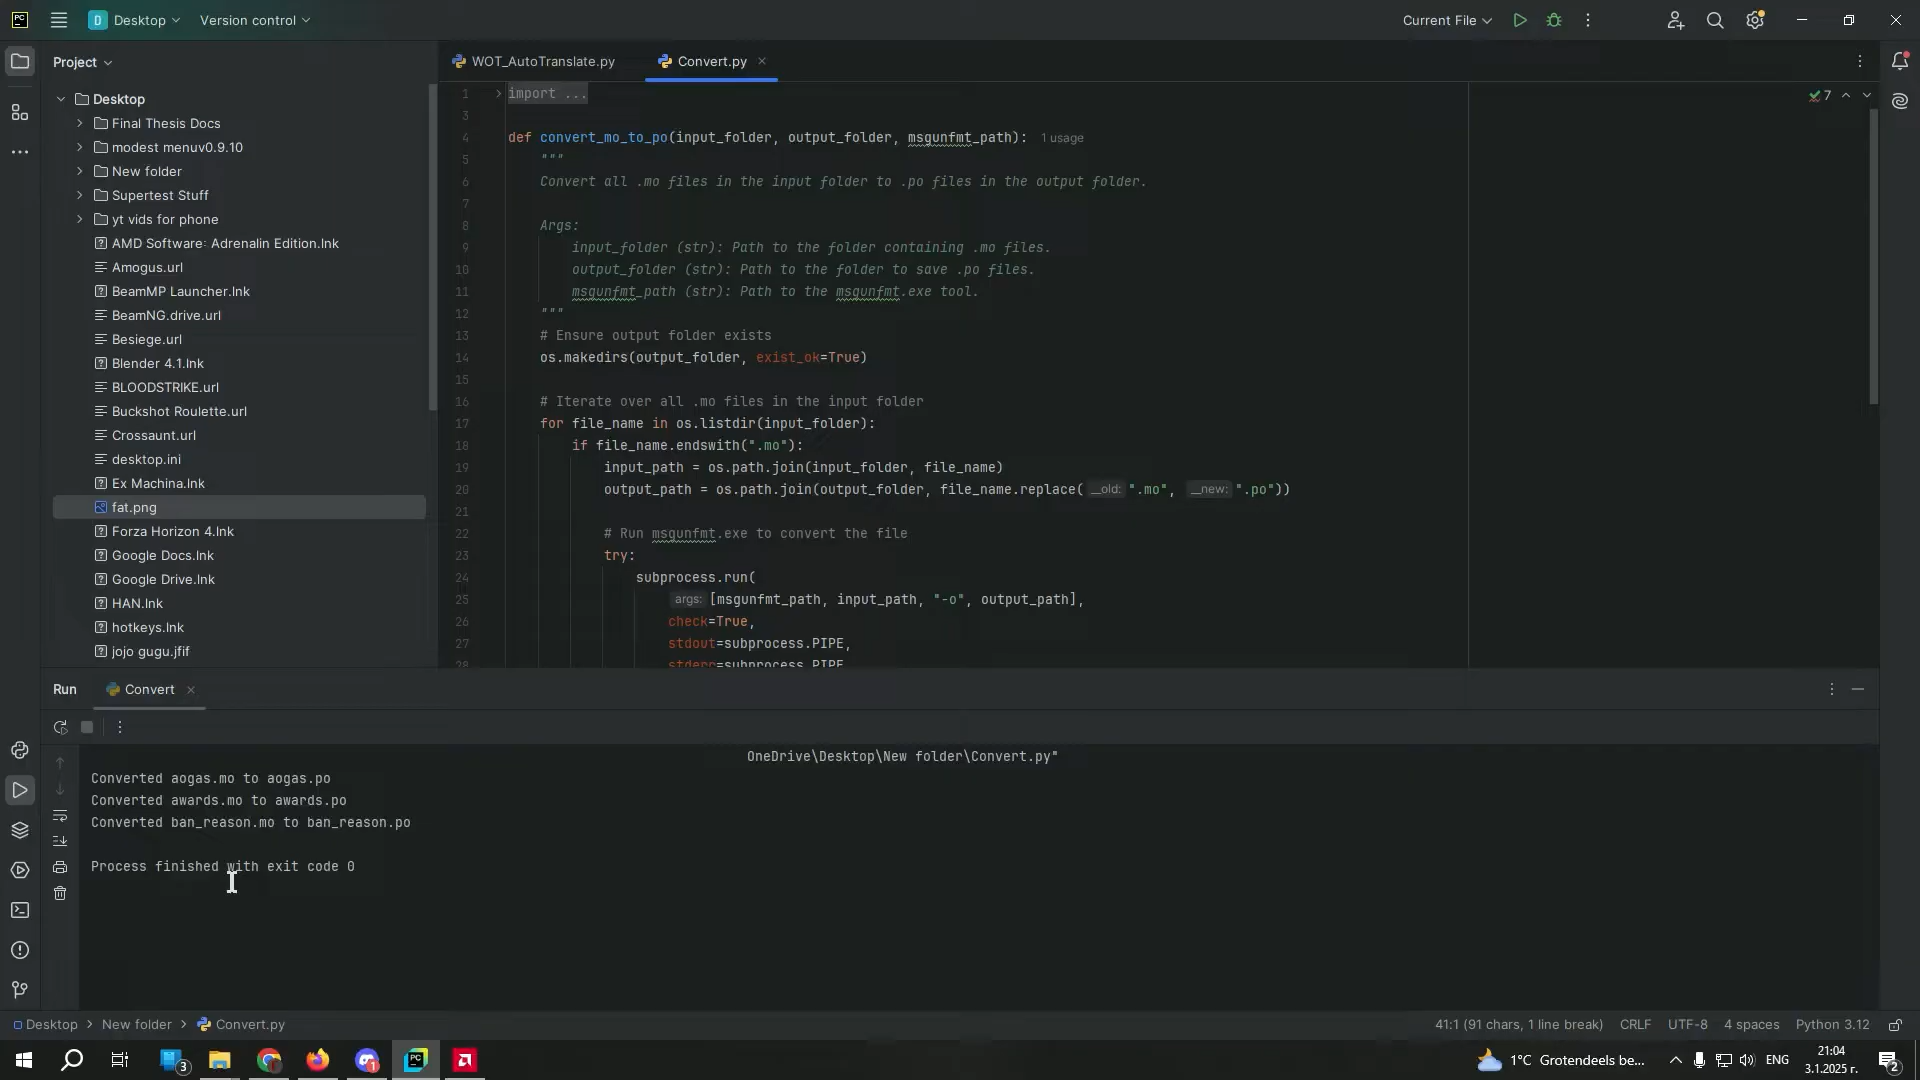 PC
D Desktop
Version control
Current File
Project
WOT_AutoTranslate.py
Convert.py
Desktop
Final Thesis Docs
modest menuv0.9.10
New folder
Supertest Stuff
yt vids for phone
AMD Software: Adrenalin Edition.lnk
Amogus.url
BeamMP Launcher.lnk
BeamNG.drive.url
Besiege.url
Blender 4.1.lnk
BLOODSTRIKE.url
Buckshot Roulette.url
Crossaunt.url
desktop.ini
Ex Machina.lnk
fat.png
Forza Horizon 4.lnk
Google Docs.lnk
Google Drive.lnk
HAN.lnk
hotkeys.lnk
jojo gugu.jfif
7
1 import ...
3
4 def convert_mo_to_po(input_folder, output_folder, msgunfmt_path): 1 usage
5 """
6 Convert all .mo files in the input folder to .po files in the output folder.
7
8 Args:
9 input_folder (str): Path to the folder containing .mo files.
10 output_folder (str): Path to the folder to save .po files.
11 msgunfmt_path (str): Path to the msgunfmt.exe tool.
12 """
13 # Ensure output folder exists
14 os.makedirs(output_folder, exist_ok=True)
15
16 # Iterate over all .mo files in the input folder
17 for file_name in os.listdir(input_folder):
18 if file_name.endswith(".mo"):
19 input_path = os.path.join(input_folder, file_name)
20 output_path = os.path.join(output_folder, file_name.replace( __old: ".mo", __new: ".po"))
21
22 # Run msgunfmt.exe to convert the file
23 try:
24 subprocess.run(
25 args: [msgunfmt_path, input_path, "-o", output_path],
26 check=True,
27 stdout=subprocess.PIPE,
28 stderr=subprocess.PIPE
Run
Convert
OneDrive\Desktop\New folder\Convert.py"
Converted aogas.mo to aogas.po
Converted awards.mo to awards.po
Converted ban_reason.mo to ban_reason.po
Process finished with exit code 0
Desktop > New folder > Convert.py
41:1 (91 chars, 1 line break)
CRLF
UTF-8
4 spaces
Python 3.12
3
1
PC
1°C Grotendeels be...
ENG
21:04
3.1.2025 г.
2